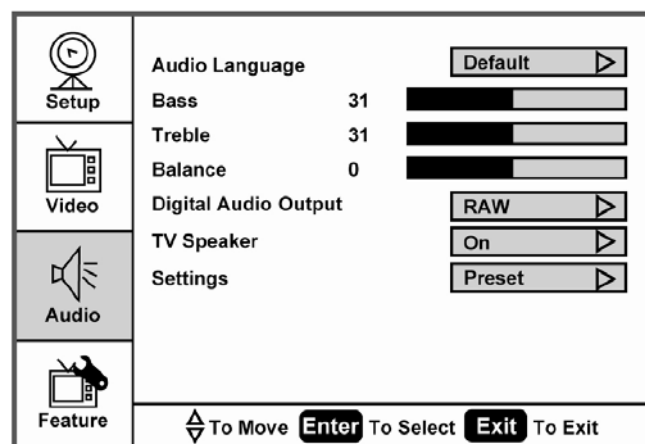 Setup
Video
Audio
Feature
Audio Language Default
Bass 31
Treble 31
Balance 0
Digital Audio Output RAW
TV Speaker On
Settings Preset
To Move Enter To Select Exit To Exit